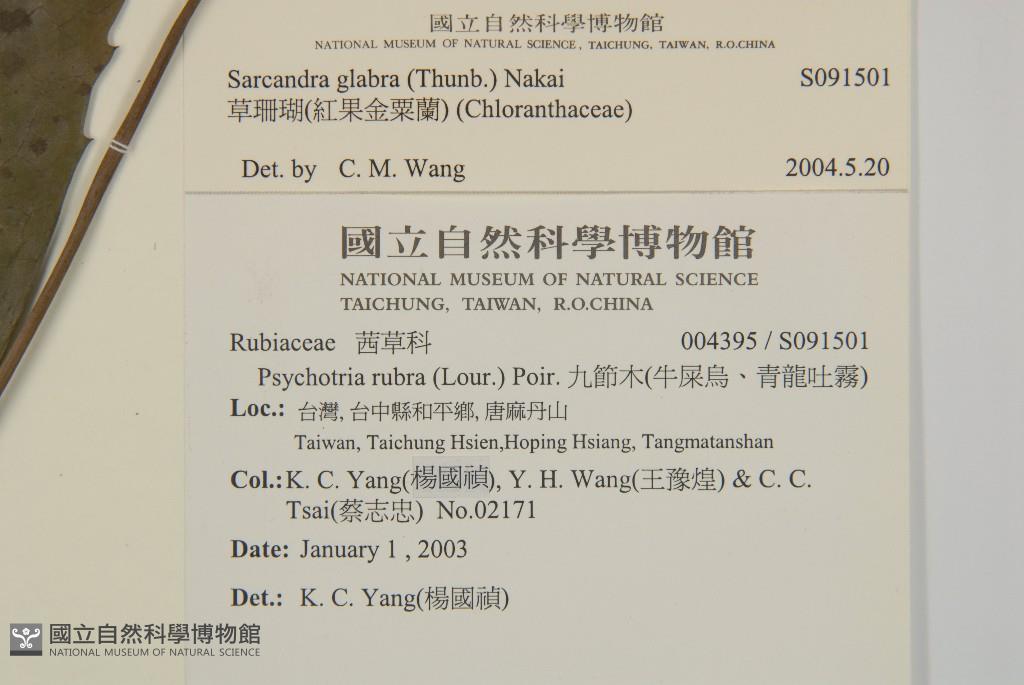 國立自然科學博物館
NATIONAL MUSEUM OF NATURAL SCIENCE, TAICHUNG, TAIWAN, R.O.CHINA
Sarcandra glabra (Thunb.) Nakai S091501
草珊瑚(紅果金粟蘭) (Chloranthaceae)
Det. by C. M. Wang 2004.5.20
國立自然科學博物館
NATIONAL MUSEUM OF NATURAL SCIENCE
TAICHUNG, TAIWAN, R.O.CHINA
Rubiaceae 茜草科 004395 / S091501
Psychotria rubra (Lour.) Poir. 九節木(牛屎烏、青龍吐霧)
Loc.: 台灣, 台中縣和平鄉, 唐麻丹山
Taiwan, Taichung Hsien,Hoping Hsiang, Tangmatanshan
Col.: K. C. Yang(楊國禎), Y. H. Wang(王豫煌) & C. C.
Tsai(蔡志忠) No.02171
Date: January 1 , 2003
Det.: K. C. Yang(楊國禎)
國立自然科學博物館
NATIONAL MUSEUM OF NATURAL SCIENCE